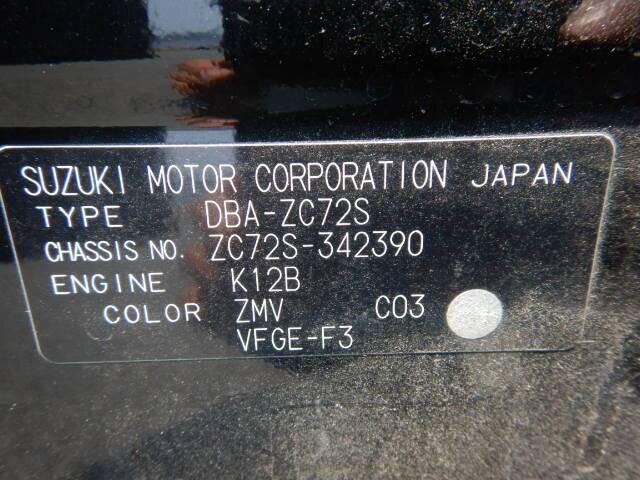 SUZUKI MOTOR CORPORATION JAPAN
TYPE DBA-ZC72S
CHASSIS NO. ZC72S-342390
ENGINE K12B
COLOR ZMV C03
VFGE-F3